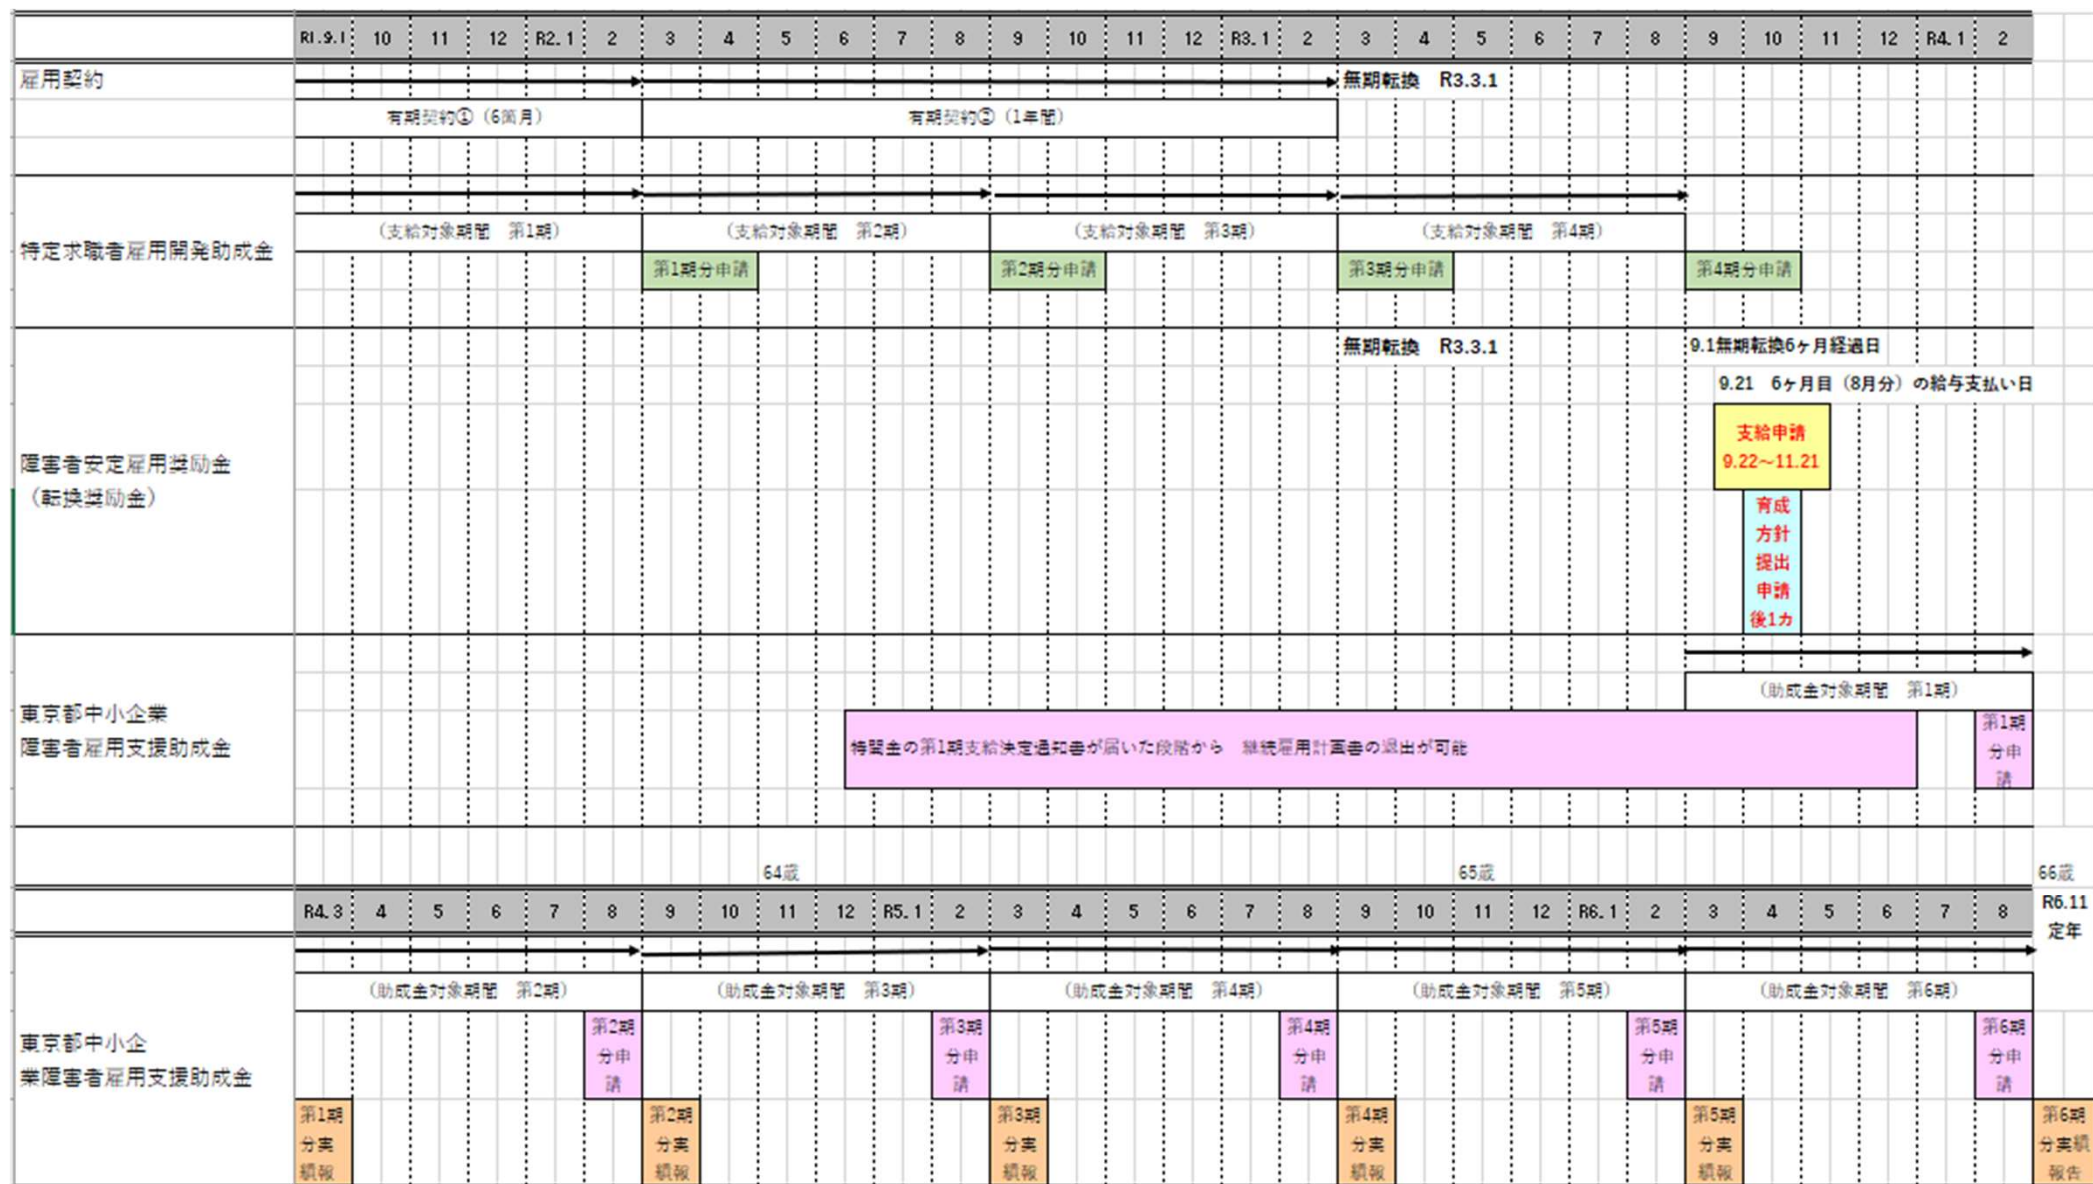 R1.9.1 10 11 12 R2.1 2 3 4 5 6 7 8 9 10 11 12 R3.1 2 3 4 5 6 7 8 9 10 11 12 R4.1 2
雇用契約
無期転換 R3.3.1
有期契約①（6箇月）
有期契約②（1年間）
特定求職者雇用開発助成金
（支給対象期間 第1期）
（支給対象期間 第2期）
（支給対象期間 第3期）
（支給対象期間 第4期）
第1期分申請
第2期分申請
第3期分申請
第4期分申請
障害者安定雇用奨励金
（転換奨励金）
無期転換 R3.3.1
9.1無期転換6ヶ月経過日
9.21 6ヶ月目（8月分）の給与支払い日
支給申請
9.22～11.21
育成
方針
提出
申請
後1カ
東京都中小企業
障害者雇用支援助成金
（助成金対象期間 第1期）
特開金の第1期支給決定通知書が届いた段階から 継続雇用計画書の退出が可能
第1期
分申
請
64歳
65歳
66歳
R4.3 4 5 6 7 8 9 10 11 12 R5.1 2 3 4 5 6 7 8 9 10 11 12 R6.1 2 3 4 5 6 7 8
R6.11
定年
東京都中小企
業障害者雇用支援助成金
（助成金対象期間 第2期）
（助成金対象期間 第3期）
（助成金対象期間 第4期）
（助成金対象期間 第5期）
（助成金対象期間 第6期）
第2期
分申
請
第3期
分申
請
第4期
分申
請
第5期
分申
請
第6期
分申
請
第1期
分実
績報
第2期
分実
績報
第3期
分実
績報
第4期
分実
績報
第5期
分実
績報
第6期
分実績
報告